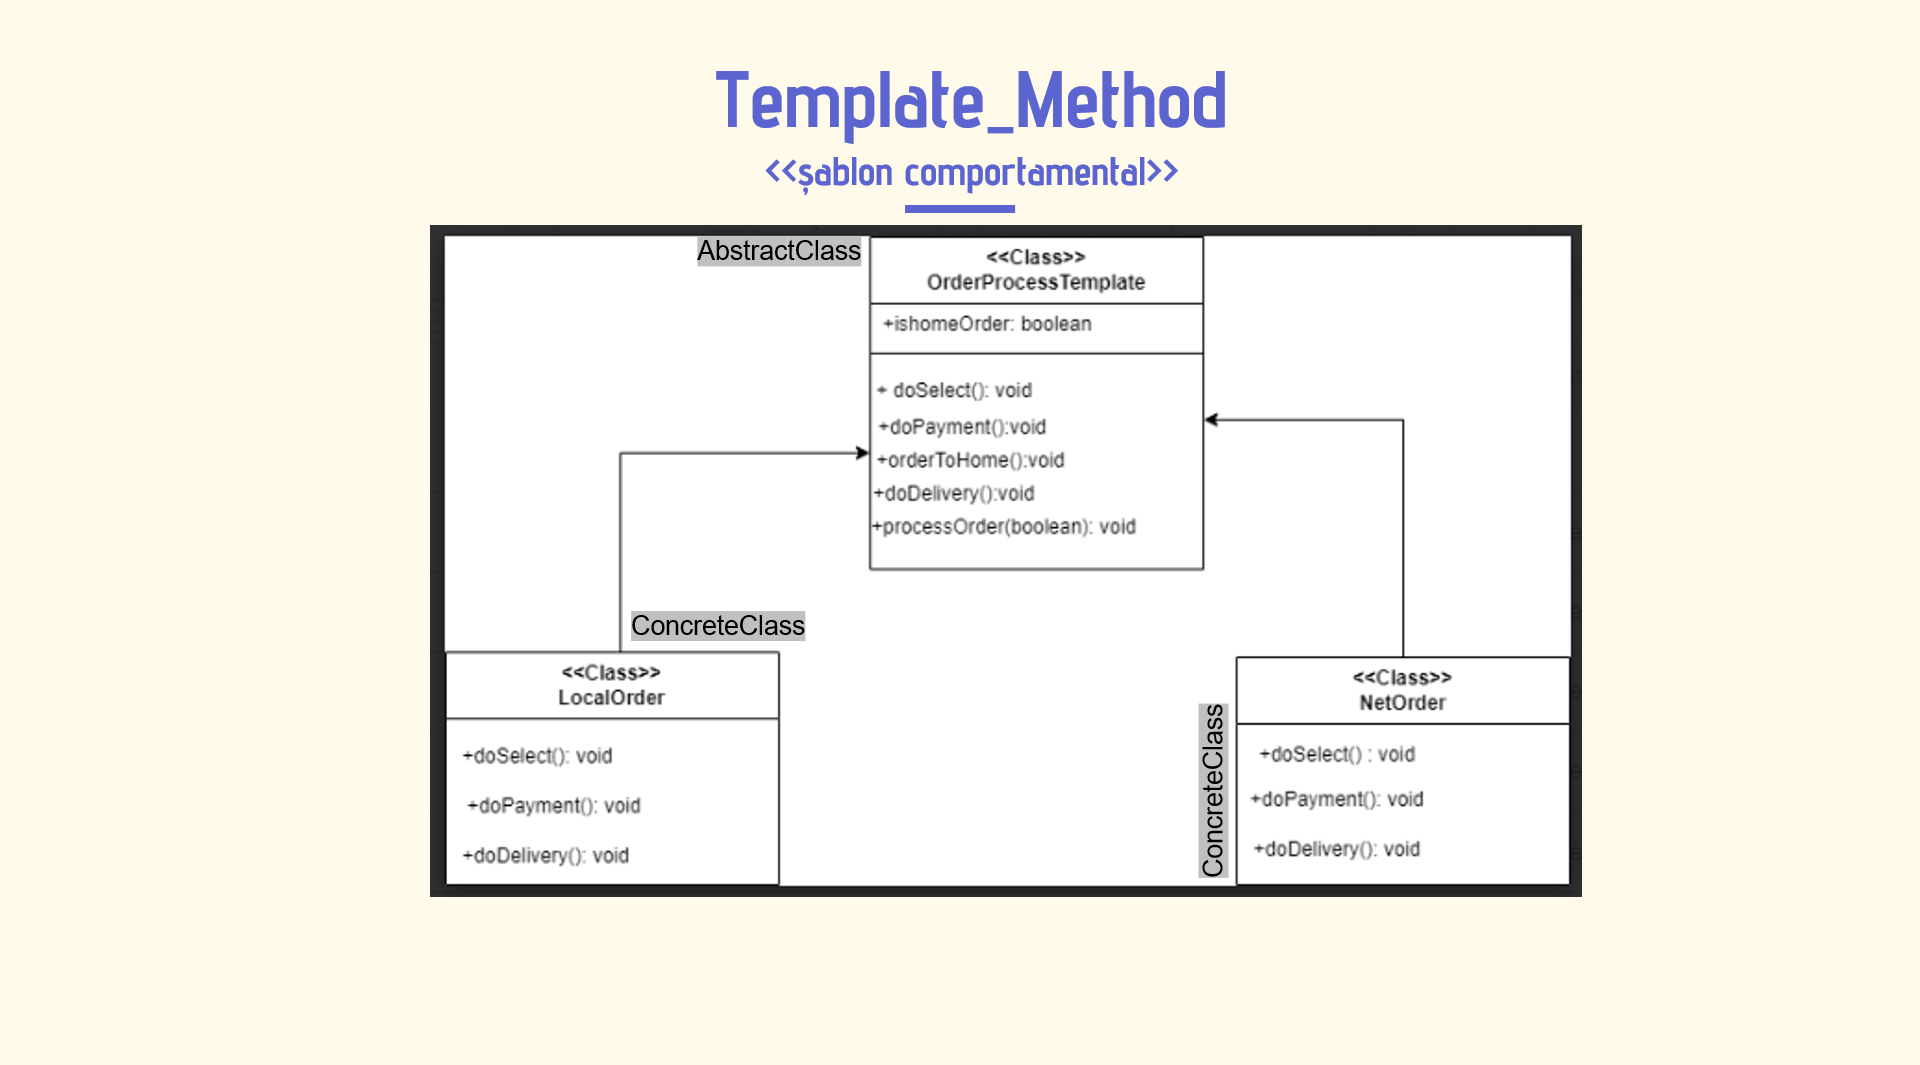 Template_Method
<<șablon comportamental>>
AbstractClass
<<Class>>
OrderProcessTemplate
+ishomeOrder: boolean
+ doSelect(): void
+doPayment():void
+orderToHome():void
+doDelivery():void
+processOrder(boolean): void
ConcreteClass
<<Class>>
LocalOrder
+doSelect(): void
+doPayment(): void
+doDelivery(): void
ConcreteClass
<<Class>>
NetOrder
+doSelect() : void
+doPayment(): void
+doDelivery(): void